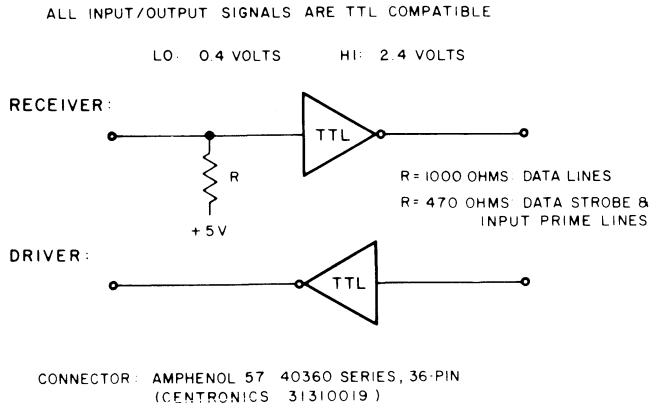 ALL INPUT/OUTPUT SIGNALS ARE TTL COMPATIBLE
LO: 0.4 VOLTS HI: 2.4 VOLTS
RECEIVER:
TTL
R
+5V
R=1000 OHMS: DATA LINES
R=470 OHMS: DATA STROBE &
INPUT PRIME LINES
DRIVER:
TTL
CONNECTOR: AMPHENOL 57 40360 SERIES, 36-PIN
(CENTRONICS 31310019)